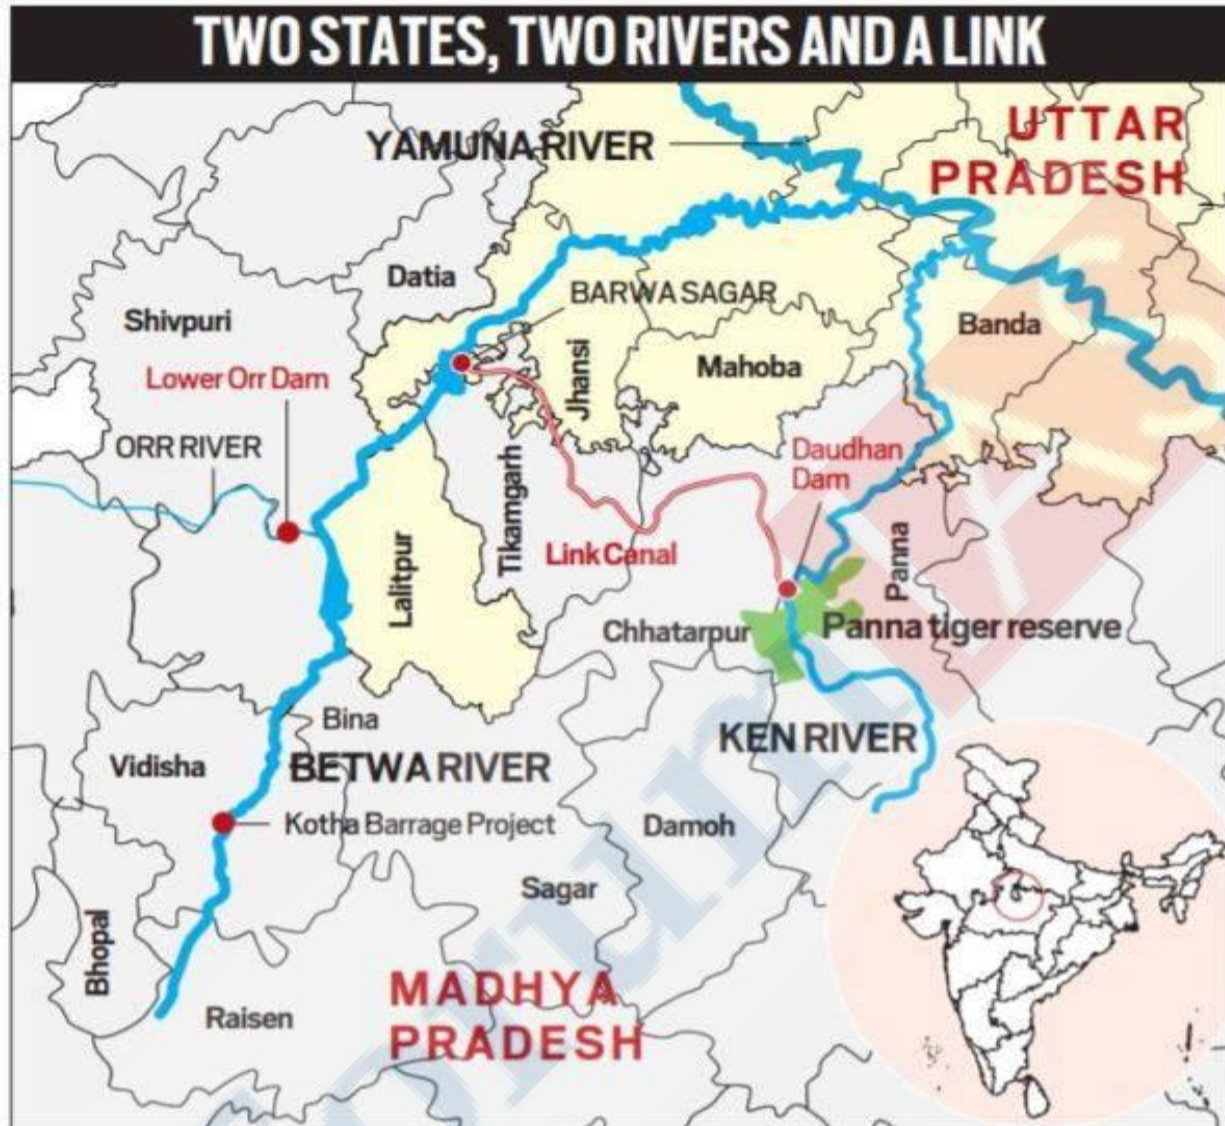 TWO STATES, TWO RIVERS AND A LINK
YAMUNA RIVER
UTTAR
PRADESH
Datia
BARWA SAGAR
Shivpuri
Banda
Jhansi
Mahoba
Lower Orr Dam
ORR RIVER
Daudhan
Dam
Tikamgarh
Link Canal
Lalitpur
Panna
Chhatarpur
Panna tiger reserve
Bina
KEN RIVER
Vidisha
BETWA RIVER
Kotha Barrage Project
Damoh
Sagar
Bhopal
MADHYA
PRADESH
Raisen